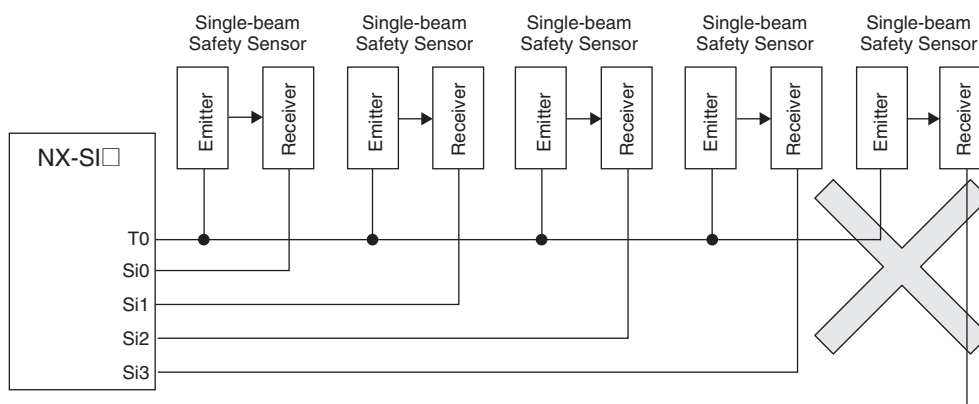 Single-beam
Safety Sensor
Single-beam
Safety Sensor
Single-beam
Safety Sensor
Single-beam
Safety Sensor
Single-beam
Safety Sensor
Emitter
Receiver
Emitter
Receiver
Emitter
Receiver
Emitter
Receiver
Emitter
Receiver
NX-SI□
T0
Si0
Si1
Si2
Si3